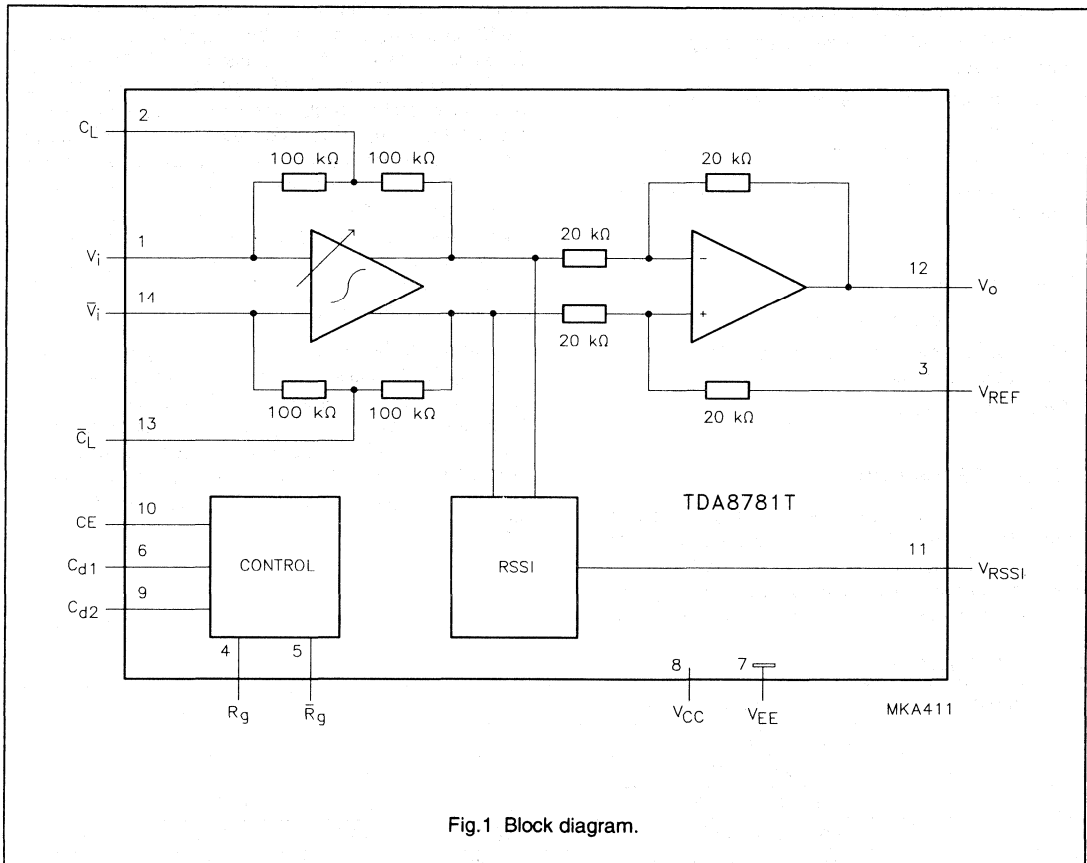 2
C_L
100 kΩ 100 kΩ
20 kΩ
1
V_i
20 kΩ
−
12
V_o
14
V̄_i
+
20 kΩ
3
V_REF
100 kΩ 100 kΩ
20 kΩ
13
C̄_L
TDA8781T
10
CE
6
C_d1
CONTROL
RSSI
11
V_RSSI
9
C_d2
4 5
8 7
R_g R̄_g
V_CC V_EE
MKA411
Fig.1 Block diagram.